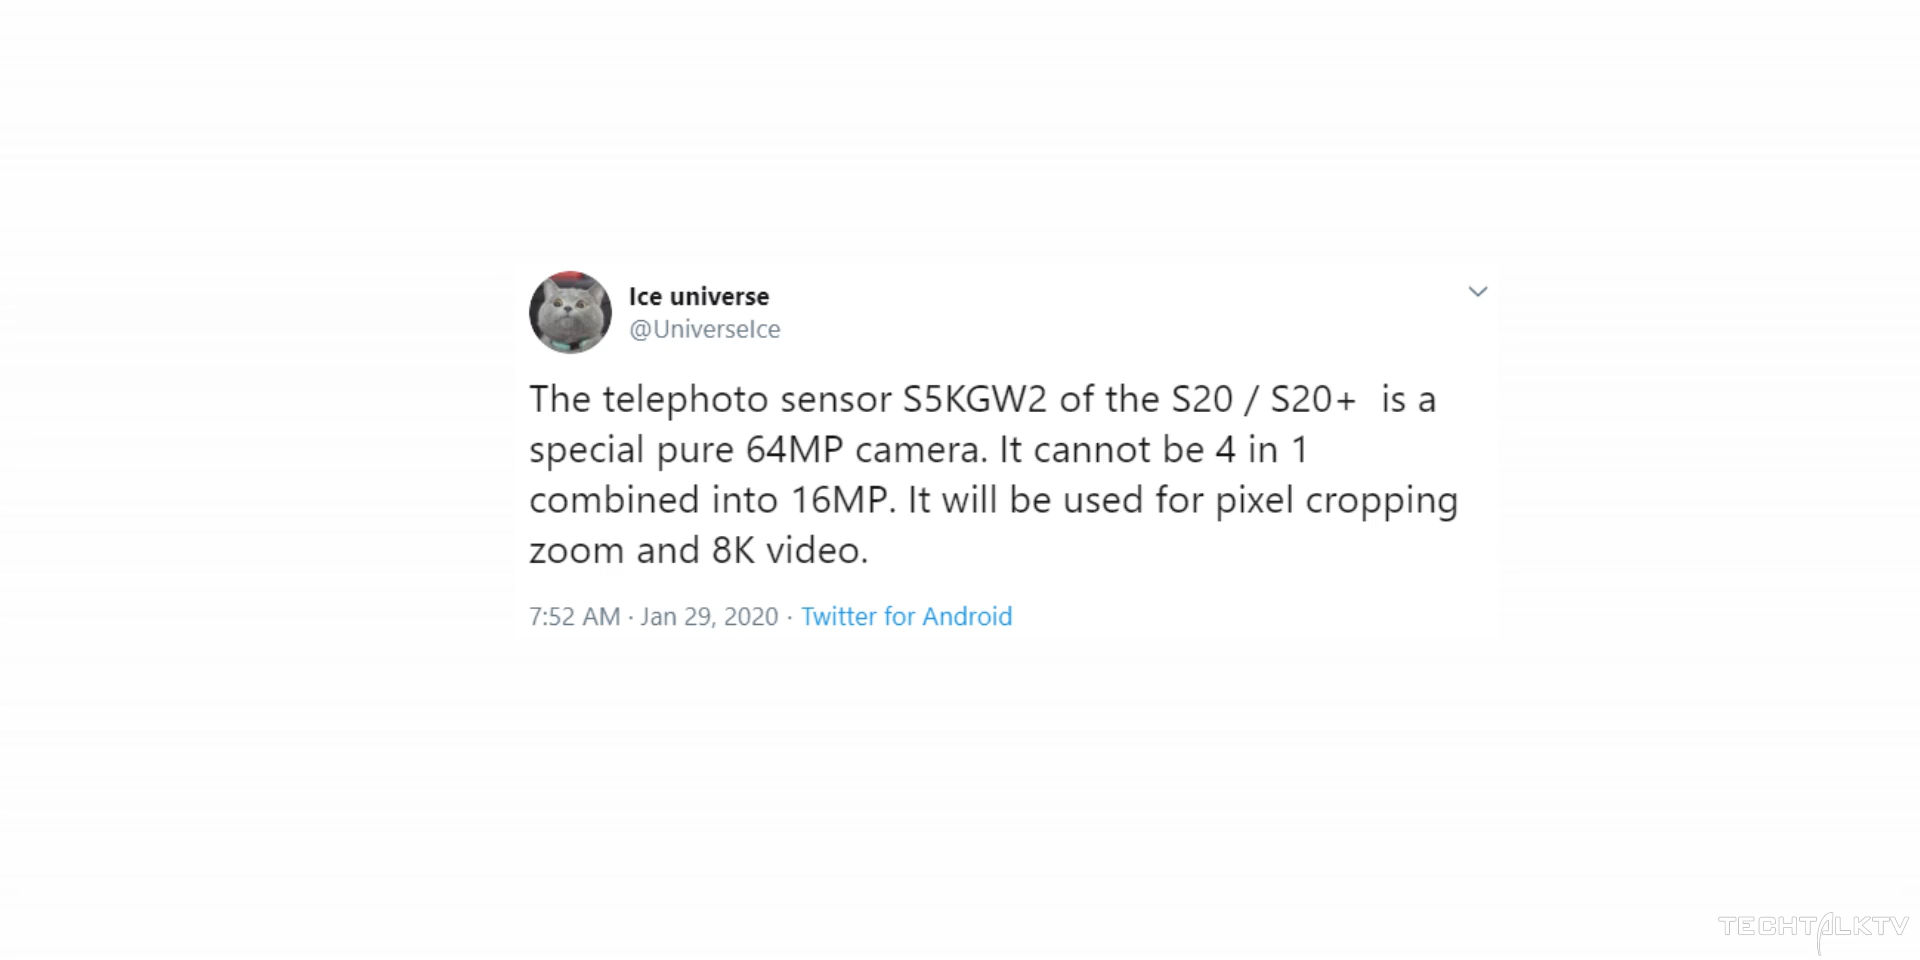 Ice universe
@UniverseIce
The telephoto sensor S5KGW2 of the S20 / S20+  is a
special pure 64MP camera. It cannot be 4 in 1
combined into 16MP. It will be used for pixel cropping
zoom and 8K video.
7:52 AM · Jan 29, 2020 · Twitter for Android
TECHTALKTV